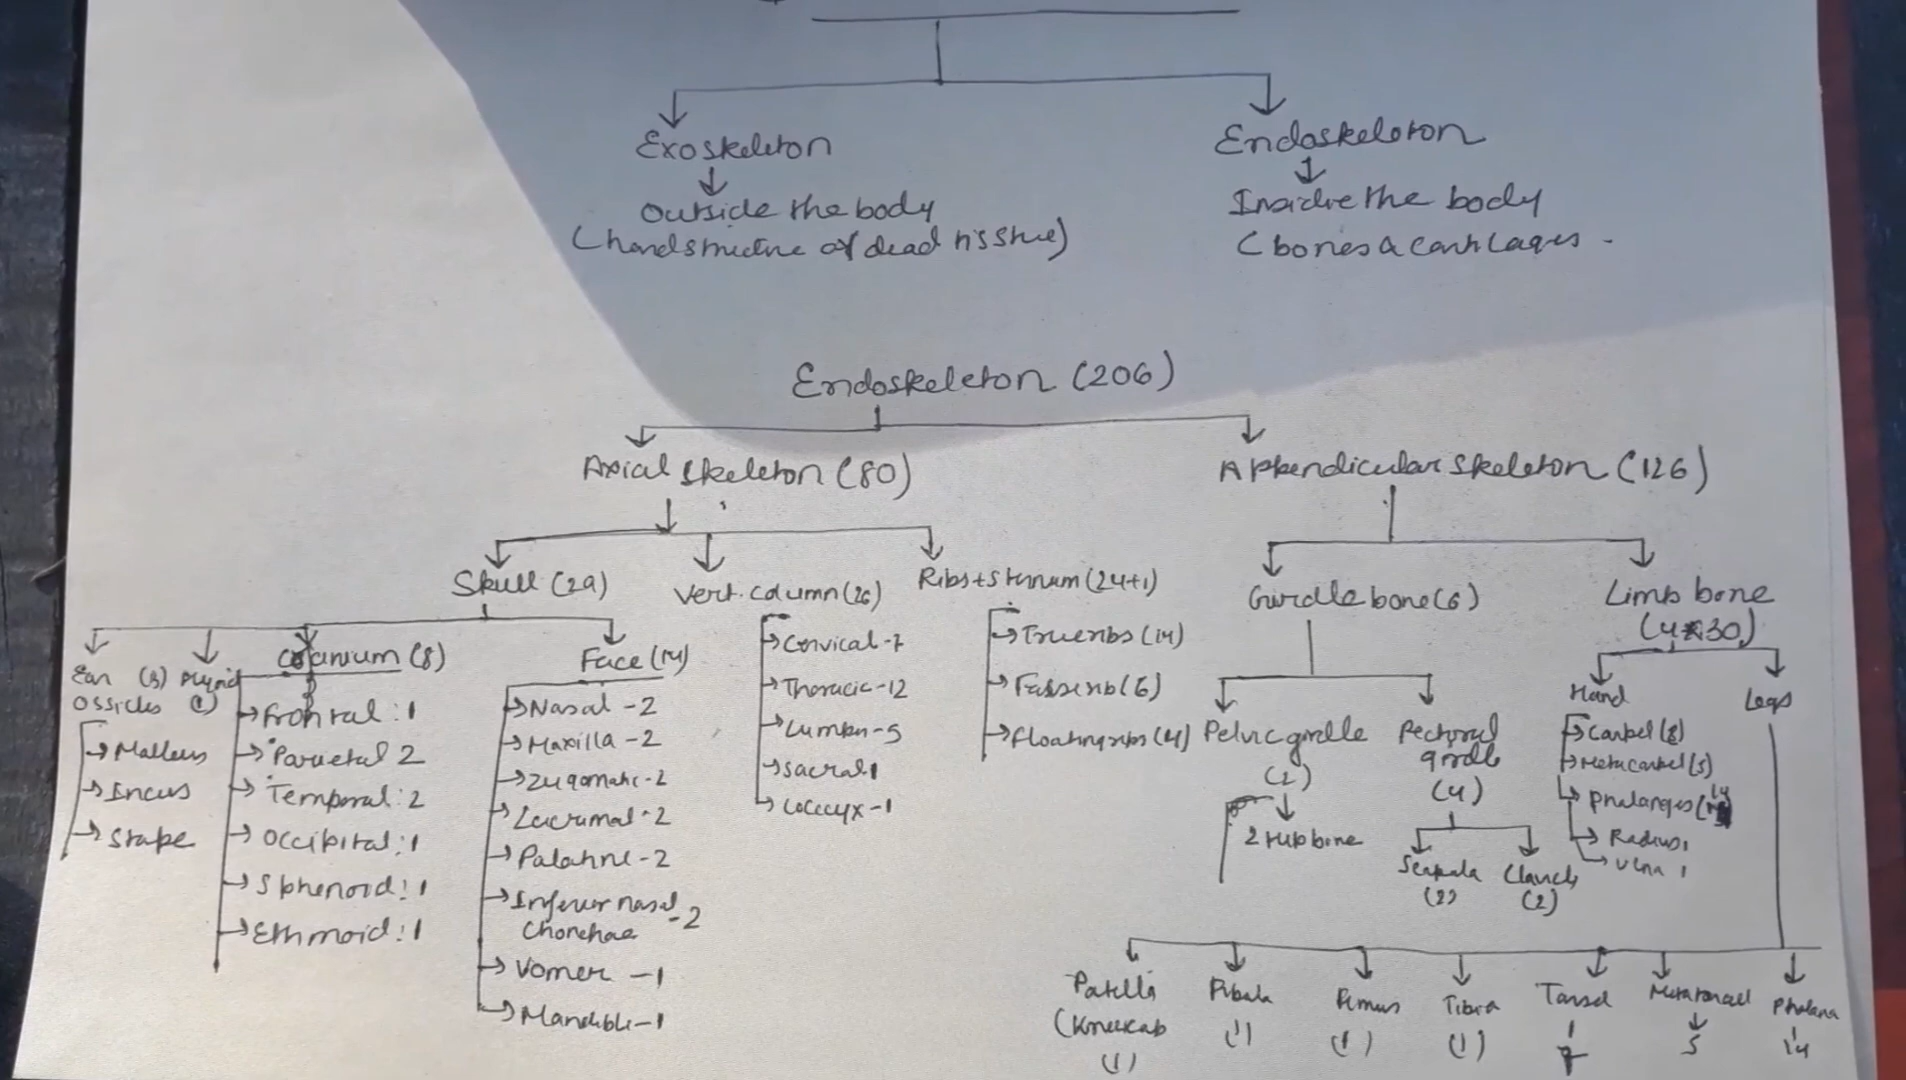 Exoskeleton
Endoskeleton
Outside the body
(hard structure of dead tissue)
Inside the body
(bones & cartilages.
Endoskeleton (206)
Axial skeleton (80)
Appendicular skeleton (126)
Skull (29)
Vert. column (26)
Ribs + Sternum (24+1)
Girdle bone (6)
Limb bone
(4×30)
Ear (3)
ossicles
(1)
Cranium (8)
Face (14)
Malleus
Incus
Stape
Frontal : 1
Parietal 2
Temporal : 2
Occipital : 1
Sphenoid : 1
Ethmoid : 1
Nasal - 2
Maxilla - 2
Zygomatic - 2
Lacrimal - 2
Palatine - 2
Inferior nasal - 2
Chonchae
Vomer - 1
Mandible - 1
Cervical - 7
Thoracic - 12
Lumbar - 5
Sacral 1
Coccyx - 1
True ribs (14)
False rib (6)
Floating ribs (4)
Pelvic girdle
(2)
2 hip bone
Pectoral
girdle
(4)
Scapula
(2)
(2)
Hand
Legs
Carpel (8)
Metacarpel (5)
Phalanges (14
Radius 1
Ulna 1
Patella
(Kneecab
(1)
Fibula
(1)
Femus
(1)
Tibia
(1)
Tarsal
7
Metatarsal
5
14